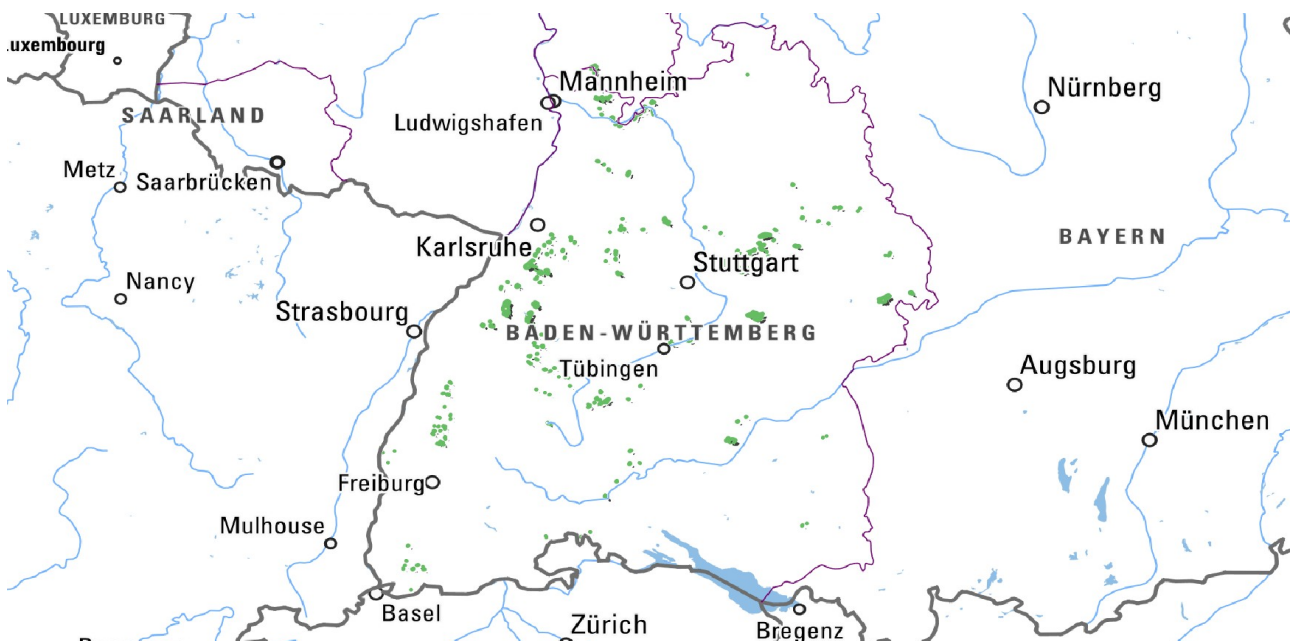 LUXEMBURG
uxembourg
Mannheim
Nürnberg
SAARLAND
Ludwigshafen
Metz
Saarbrücken
Karlsruhe
BAYERN
Stuttgart
Nancy
Strasbourg
BADEN-WÜRTTEMBERG
Tübingen
Augsburg
München
Freiburg
Mulhouse
Basel
Zürich
Bregenz